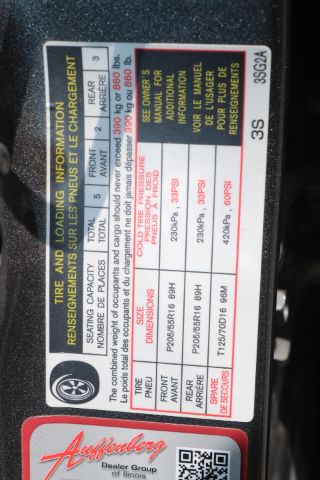 TIRE AND LOADING INFORMATION
RENSEIGNEMENTS SUR LES PNEUS ET LE CHARGEMENT
SEATING CAPACITY TOTAL 5 FRONT 2 REAR 3
NOMBRE DE PLACES TOTAL AVANT ARRIÈRE
The combined weight of occupants and cargo should never exceed 390 kg or 860 lbs.
Le poids total des occupants et du chargement ne doit jamais dépasser 390 kg ou 860 lb.
TIRE SIZE COLD TIRE PRESSURE
PNEU DIMENSIONS PRESSION DES PNEUS À FROID
FRONT AVANT P205/55R16 89H 230kPa, 33PSI
REAR ARRIÈRE P205/55R16 89H 230kPa, 33PSI
SPARE DE SECOURS T125/70D16 96M 420kPa, 60PSI
SEE OWNER'S
MANUAL FOR
ADDITIONAL
INFORMATION
VOIR LE MANUEL
DE L'USAGER
POUR PLUS DE
RENSEIGNEMENTS
3S 3SG2A
Auffenberg
Dealer Group
of Illinois